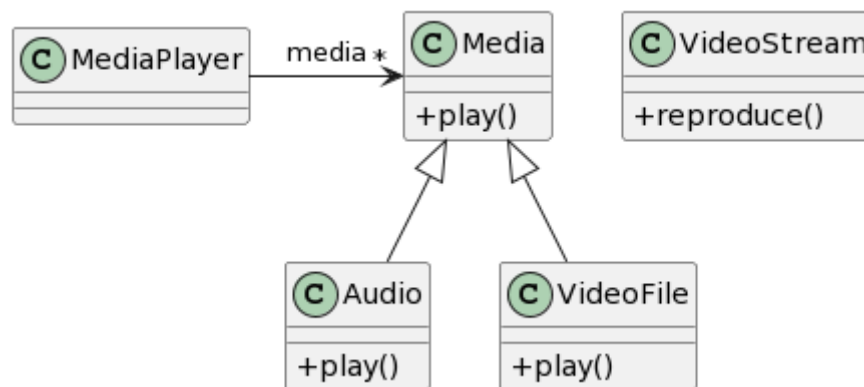 C MediaPlayer
media *
C Media
+play()
C VideoStream
+reproduce()
C Audio
+play()
C VideoFile
+play()